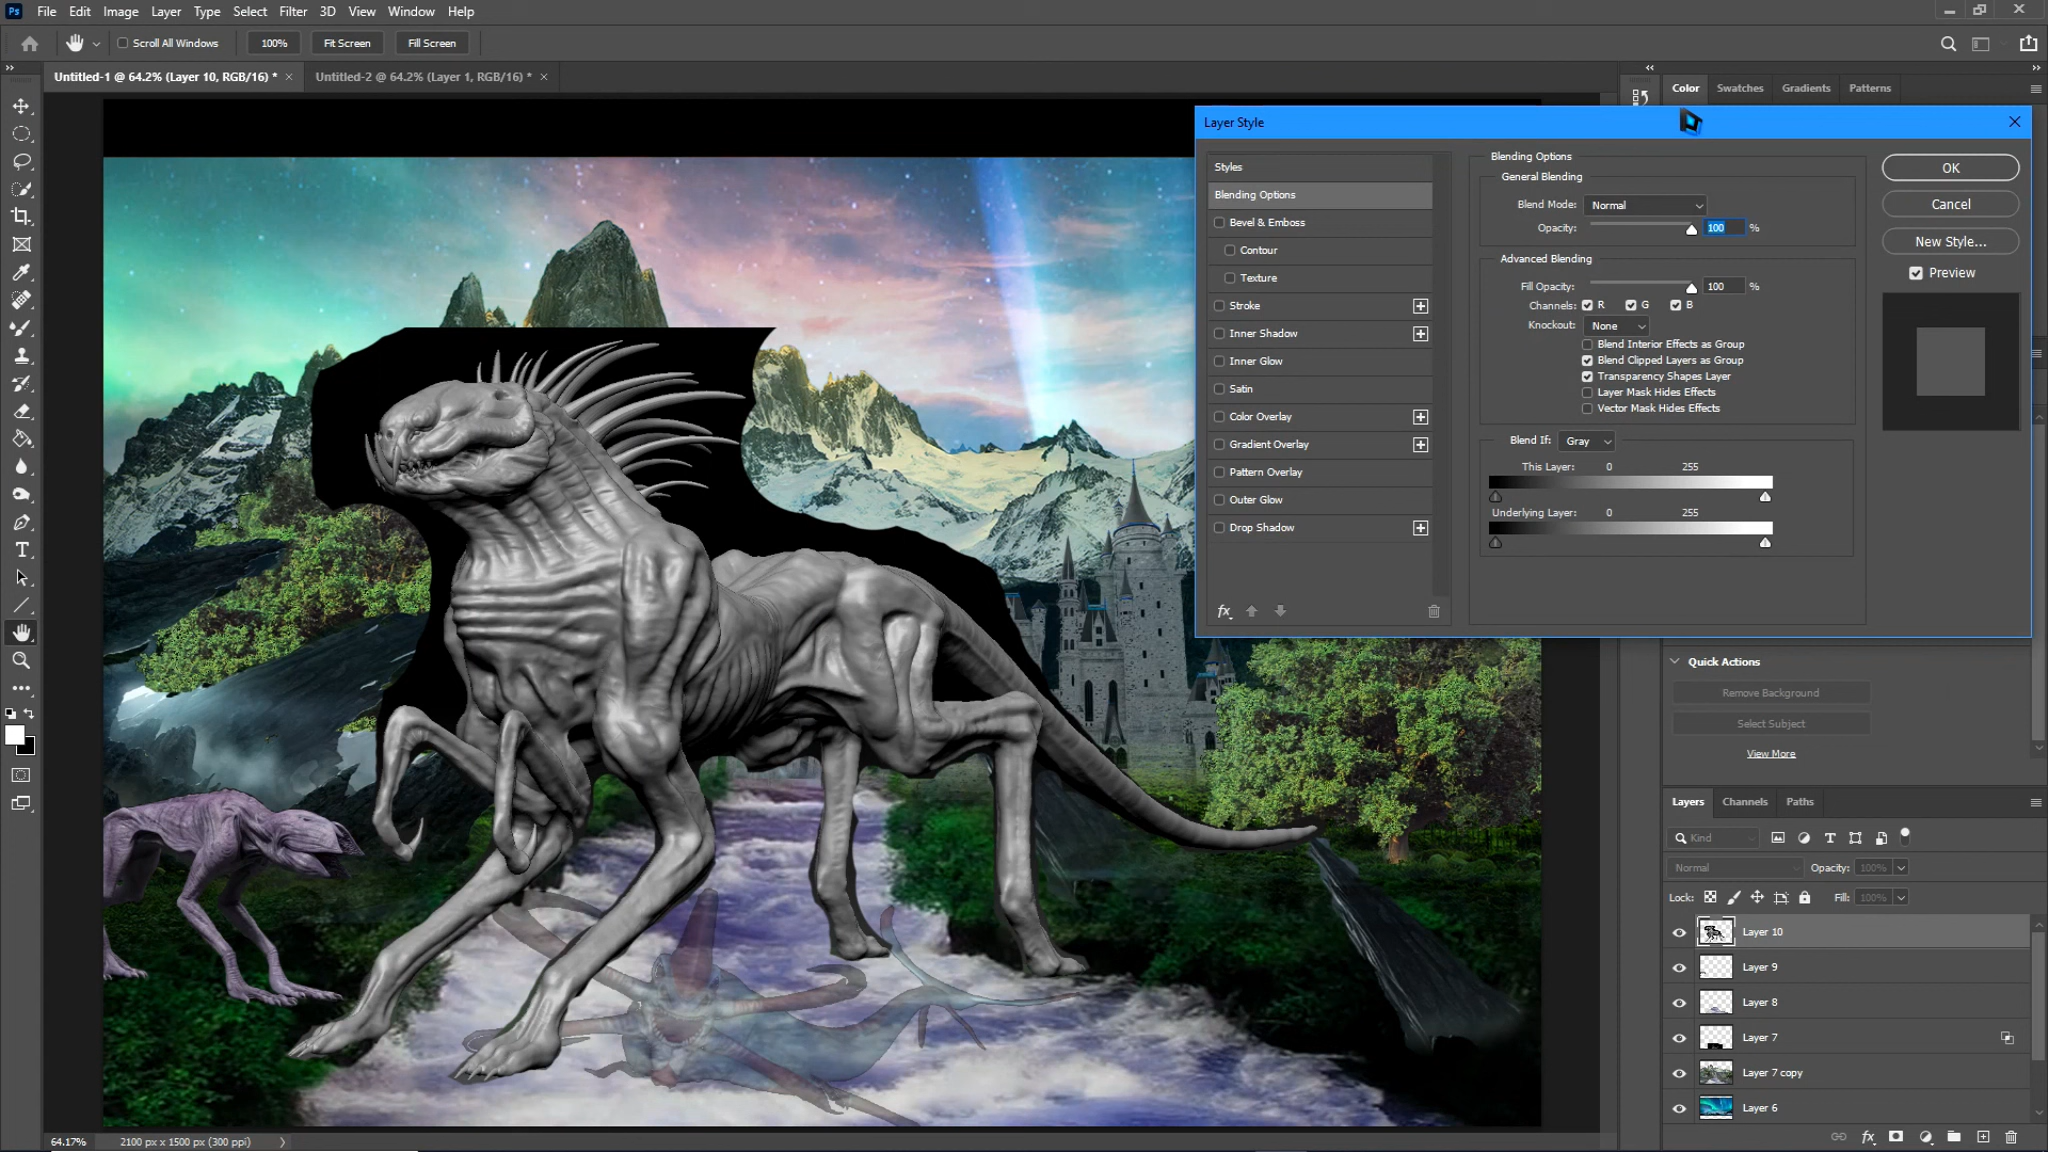 Ps File Edit Image Layer Type Select Filter 3D View Window Help
Scroll All Windows 100% Fit Screen Fill Screen
Untitled-1 @ 64.2% (Layer 10, RGB/16) * × Untitled-2 @ 64.2% (Layer 1, RGB/16) * ×
Color Swatches Gradients Patterns
Layer Style
Styles
Blending Options
Bevel & Emboss
Contour
Texture
Stroke
Inner Shadow
Inner Glow
Satin
Color Overlay
Gradient Overlay
Pattern Overlay
Outer Glow
Drop Shadow
fx
Blending Options
General Blending
Blend Mode: Normal
Opacity: 100 %
Advanced Blending
Fill Opacity: 100 %
Channels: R G B
Knockout: None
Blend Interior Effects as Group
Blend Clipped Layers as Group
Transparency Shapes Layer
Layer Mask Hides Effects
Vector Mask Hides Effects
Blend If: Gray
This Layer: 0 255
Underlying Layer: 0 255
OK
Cancel
New Style...
Preview
Quick Actions
Remove Background
Select Subject
View More
Layers Channels Paths
Kind
Normal Opacity: 100%
Lock: Fill: 100%
Layer 10
Layer 9
Layer 8
Layer 7
Layer 7 copy
Layer 6
fx
64.17% 2100 px x 1500 px (300 ppi)